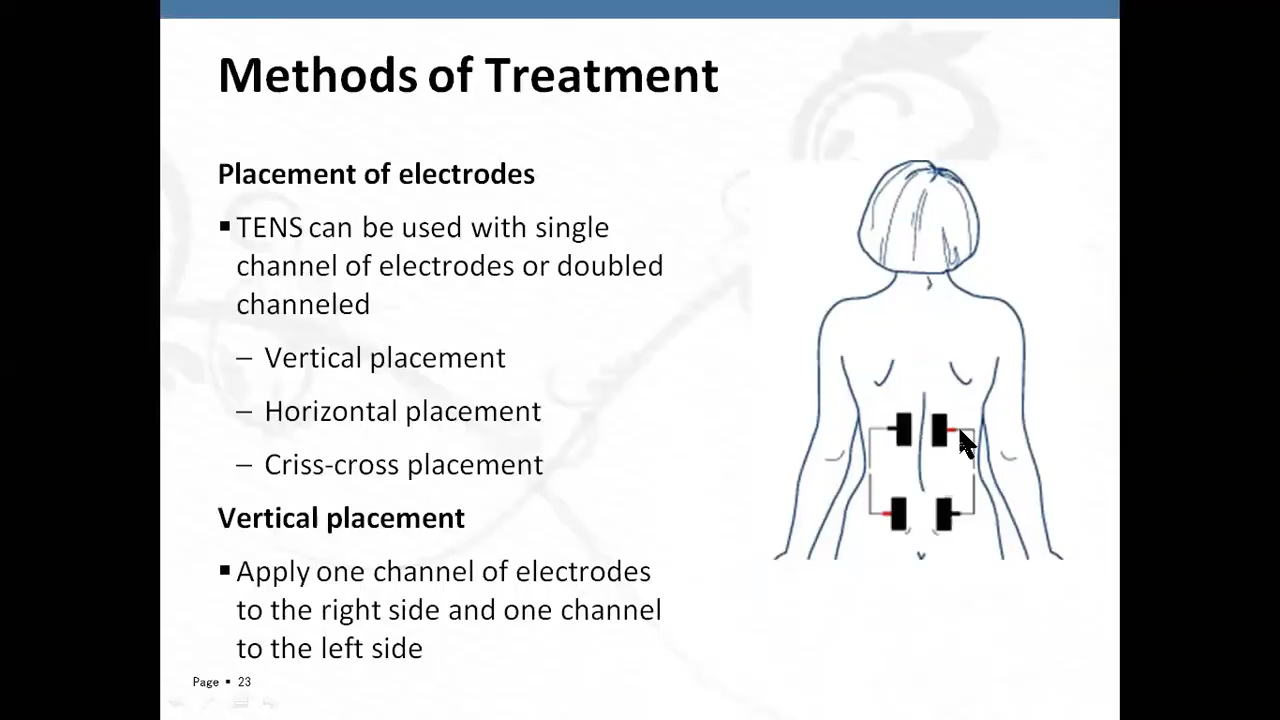 Methods of Treatment
Placement of electrodes
▪ TENS can be used with single
channel of electrodes or doubled
channeled
– Vertical placement
– Horizontal placement
– Criss-cross placement
Vertical placement
▪ Apply one channel of electrodes
to the right side and one channel
to the left side
Page ▪ 23